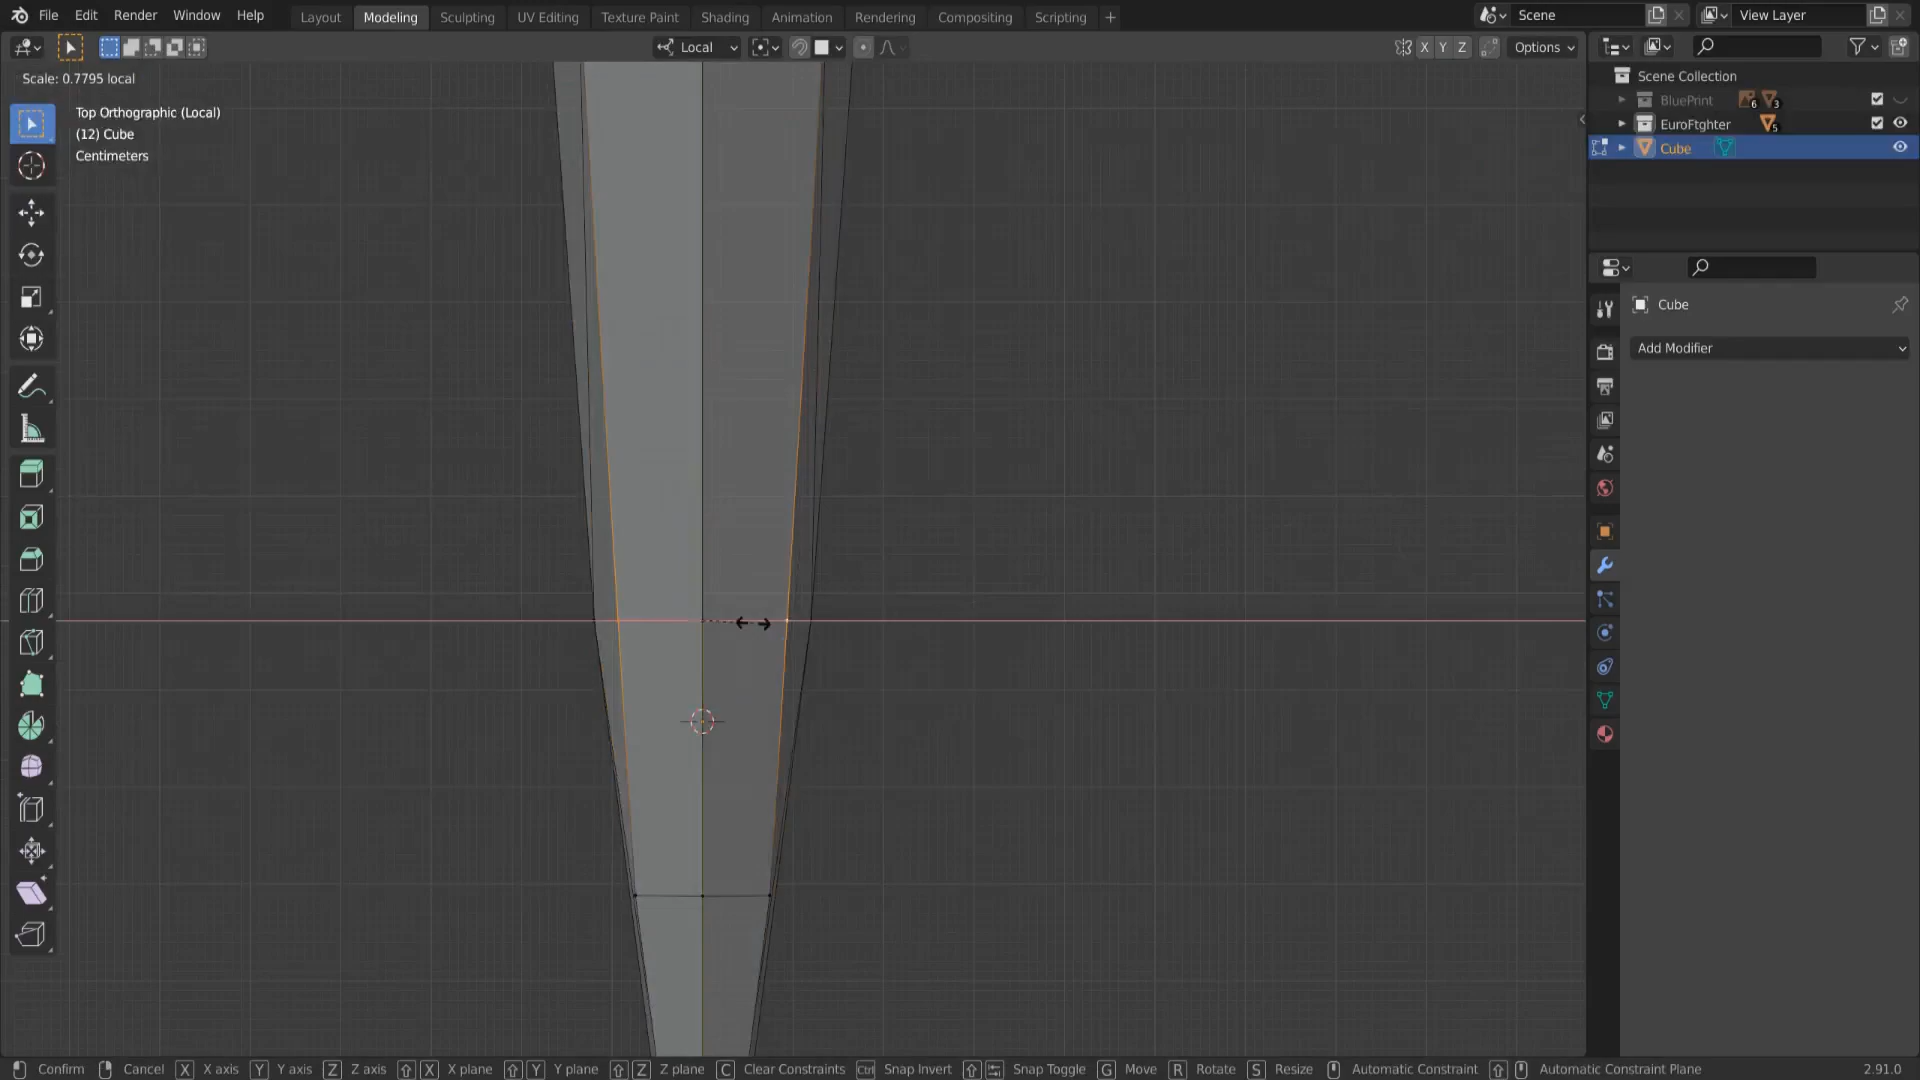 File Edit Render Window Help Layout Modeling Sculpting UV Editing Texture Paint Shading Animation Rendering Compositing Scripting + Scene View Layer
Local X Y Z Options
Scale: 0.7795 local
Scene Collection
BluePrint 6 3
Top Orthographic (Local)
EuroFtghter 5
(12) Cube
Cube
Centimeters
Cube
Add Modifier
Confirm Cancel X X axis Y Y axis Z Z axis X X plane Y Y plane Z Z plane C Clear Constraints Ctrl Snap Invert Snap Toggle G Move R Rotate S Resize Automatic Constraint Automatic Constraint Plane 2.91.0